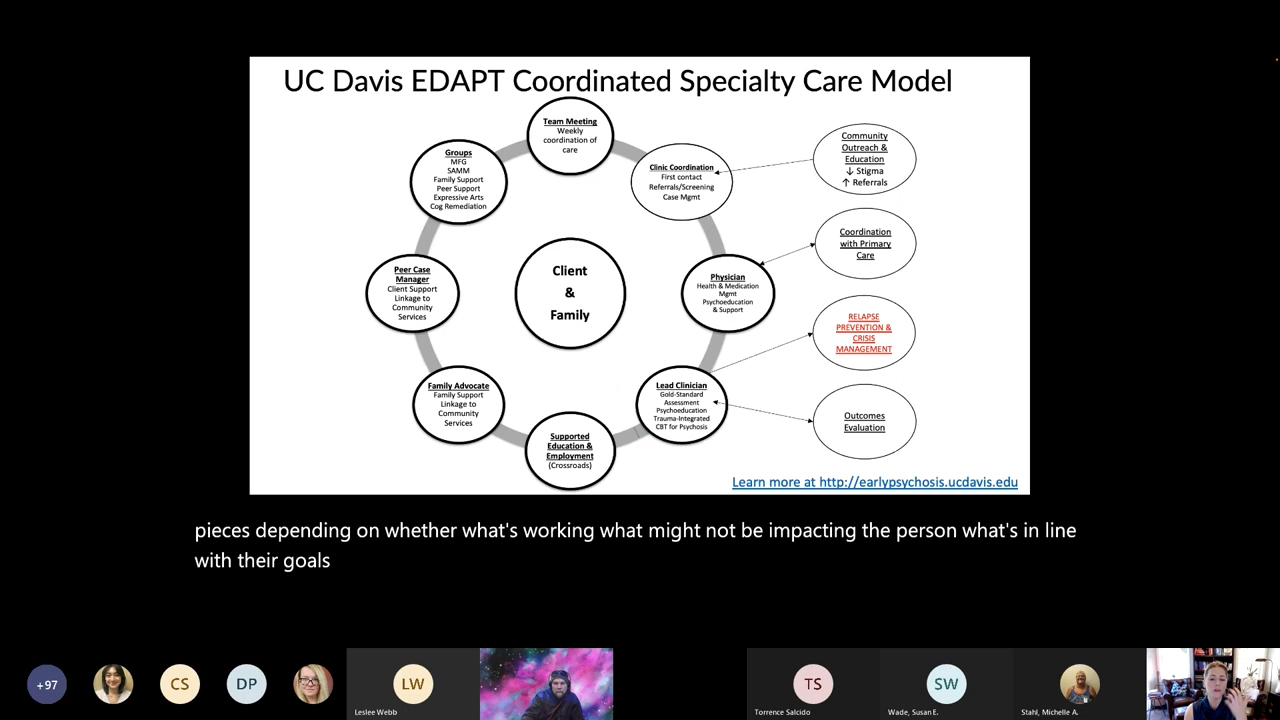 UC Davis EDAPT Coordinated Specialty Care Model
Team Meeting
Weekly
coordination of
care
Groups
MFG
SAMM
Family Support
Peer Support
Expressive Arts
Cog Remediation
Clinic Coordination
First contact
Referrals/Screening
Case Mgmt
Community
Outreach &
Education
↓ Stigma
↑ Referrals
Coordination
with Primary
Care
Peer Case
Manager
Client Support
Linkage to
Community
Services
Client
&
Family
Physician
Health & Medication
Mgmt
Psychoeducation
& Support
RELAPSE
PREVENTION &
CRISIS
MANAGEMENT
Family Advocate
Family Support
Linkage to
Community
Services
Lead Clinician
Gold-Standard
Assessment
Psychoeducation
Trauma-Integrated
CBT for Psychosis
Outcomes
Evaluation
Supported
Education &
Employment
(Crossroads)
Learn more at http://earlypsychosis.ucdavis.edu
pieces depending on whether what's working what might not be impacting the person what's in line
with their goals
+97
CS
DP
LW
Leslee Webb
TS
Torrence Salcido
SW
Wade, Susan E.
Stahl, Michelle A.